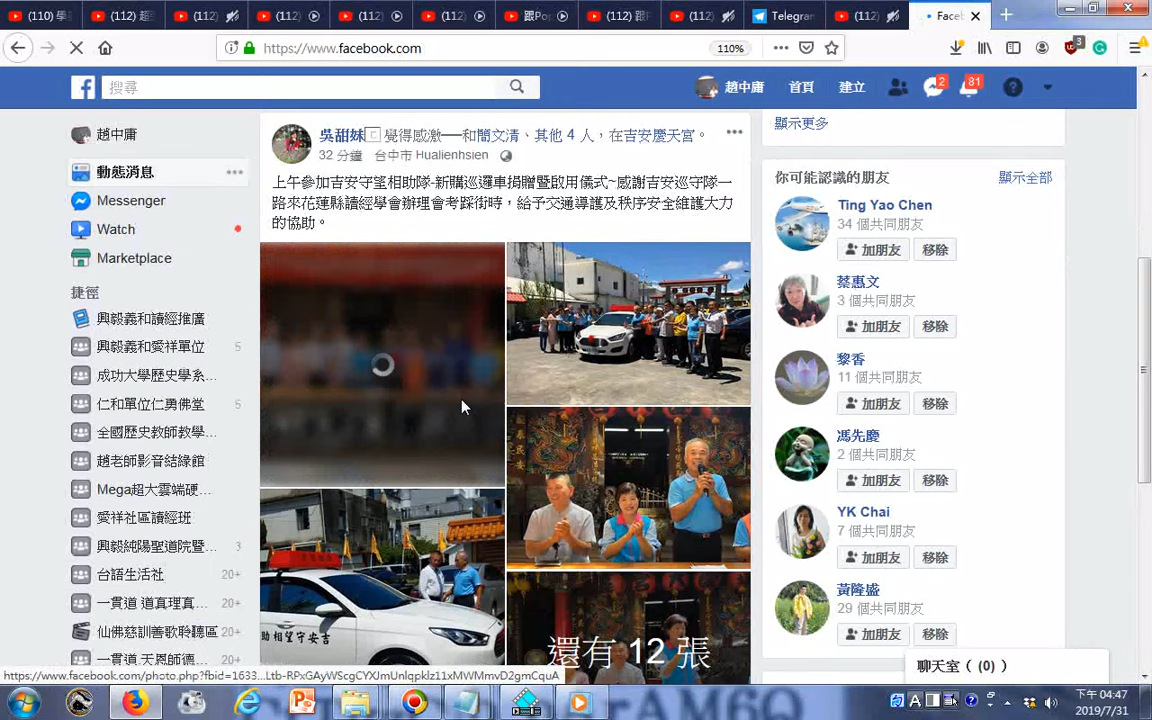 (110) 學
(112) 超
(112)
(112)
(112)
(112)
跟Po
(112) 跟
(112)
Telegram
(112)
Face
https://www.facebook.com
110%
3
搜尋
趙中庸
首頁
建立
2
81
趙中庸
動態消息
Messenger
Watch
Marketplace
捷徑
興毅義和讀經推廣
興毅義和愛祥單位 5
成功大學歷史學系...
仁和單位仁勇佛堂 5
全國歷史教師教學...
趙老師影音結緣館
Mega超大雲端硬...
愛祥社區讀經班
興毅純陽聖道院暨... 3
台語生活社 20+
一貫道 道真理真... 20+
仙佛慈訓善歌聆聽區 20+
一貫道 天恩師德... 20+
吳甜妹 覺得感激──和簡文清、其他 4 人,在吉安慶天宮。
32 分鐘 台中市 Hualienhsien
上午參加吉安守望相助隊-新購巡邏車捐贈暨啟用儀式~感謝吉安巡守隊一
路來花蓮縣讀經學會辦理會考踩街時,給予交通導護及秩序安全維護大力
的協助。
助相望守安吉
還有 12 張
顯示更多
你可能認識的朋友
顯示全部
Ting Yao Chen
34 個共同朋友
加朋友 移除
蔡惠文
3 個共同朋友
加朋友 移除
黎香
11 個共同朋友
加朋友 移除
馮先慶
2 個共同朋友
加朋友 移除
YK Chai
7 個共同朋友
加朋友 移除
黃隆盛
29 個共同朋友
加朋友 移除
聊天室 ( (0) )
https://www.facebook.com/photo.php?fbid=1633...Ltb-RPxGAyWScgCYXJmUnlqpklz11xMWMmvD2gmCquA
下午 04:47
2019/7/31